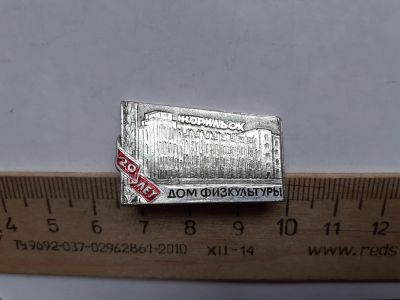 НОРИЛЬСК
20
ЛЕТ
ДОМ ФИЗКУЛЬТУРЫ
4 5 6 7 8 9 10 11 12
ТУ9692-037-02962861-2010 XII-14 www.reds